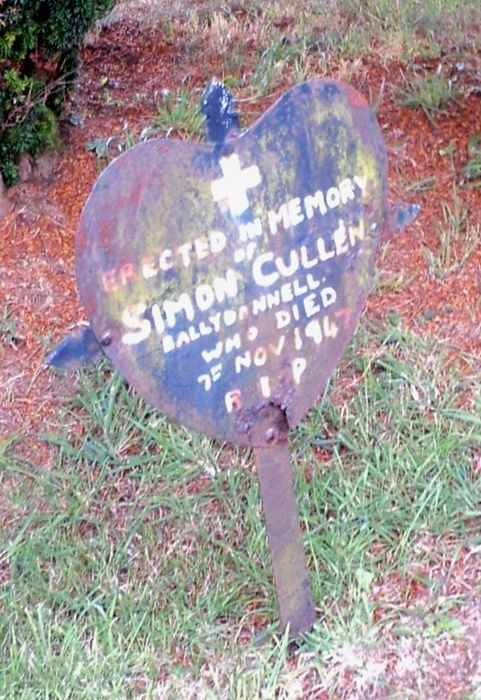 ERECTED IN MEMORY
OF
SIMON CULLEN.
BALLYDANNELL.
WHO DIED
7TH NOV 1947
R I P